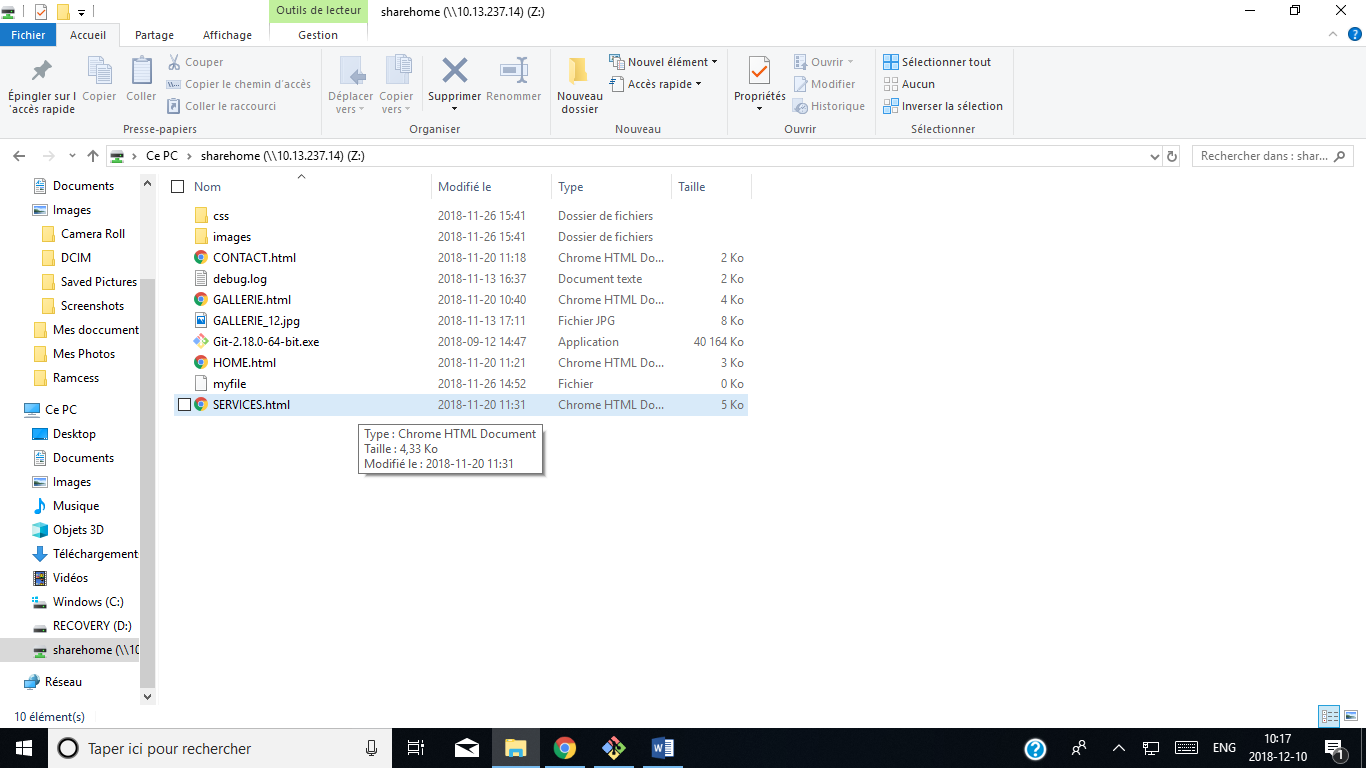 Outils de lecteur
sharehome (\\10.13.237.14) (Z:)
Fichier
Accueil
Partage
Affichage
Gestion
Épingler sur l
'accès rapide
Copier
Coller
Couper
Copier le chemin d'accès
Coller le raccourci
Presse-papiers
Déplacer
vers
Copier
vers
Supprimer
Renommer
Organiser
Nouveau
dossier
Nouvel élément
Accès rapide
Nouveau
Propriétés
Ouvrir
Modifier
Historique
Ouvrir
Sélectionner tout
Aucun
Inverser la sélection
Sélectionner
Ce PC
sharehome (\\10.13.237.14) (Z:)
Rechercher dans : shar...
Documents
Images
Camera Roll
DCIM
Saved Pictures
Screenshots
Mes doccument
Mes Photos
Ramcess
Ce PC
Desktop
Documents
Images
Musique
Objets 3D
Téléchargement
Vidéos
Windows (C:)
RECOVERY (D:)
sharehome (\\10
Réseau
Nom Modifié le Type Taille
css 2018-11-26 15:41 Dossier de fichiers
images 2018-11-26 15:41 Dossier de fichiers
CONTACT.html 2018-11-20 11:18 Chrome HTML Do... 2 Ko
debug.log 2018-11-13 16:37 Document texte 2 Ko
GALLERIE.html 2018-11-20 10:40 Chrome HTML Do... 4 Ko
GALLERIE_12.jpg 2018-11-13 17:11 Fichier JPG 8 Ko
Git-2.18.0-64-bit.exe 2018-09-12 14:47 Application 40 164 Ko
HOME.html 2018-11-20 11:21 Chrome HTML Do... 3 Ko
myfile 2018-11-26 14:52 Fichier 0 Ko
SERVICES.html 2018-11-20 11:31 Chrome HTML Do... 5 Ko
Type : Chrome HTML Document
Taille : 4,33 Ko
Modifié le : 2018-11-20 11:31
10 élément(s)
Taper ici pour rechercher
ENG
10:17
2018-12-10
1